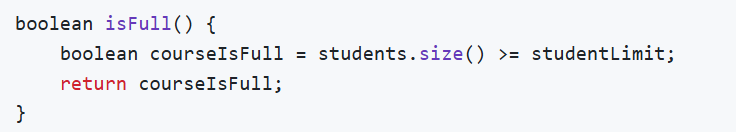 boolean isFull() {
    boolean courseIsFull = students.size() >= studentLimit;
    return courseIsFull;
}